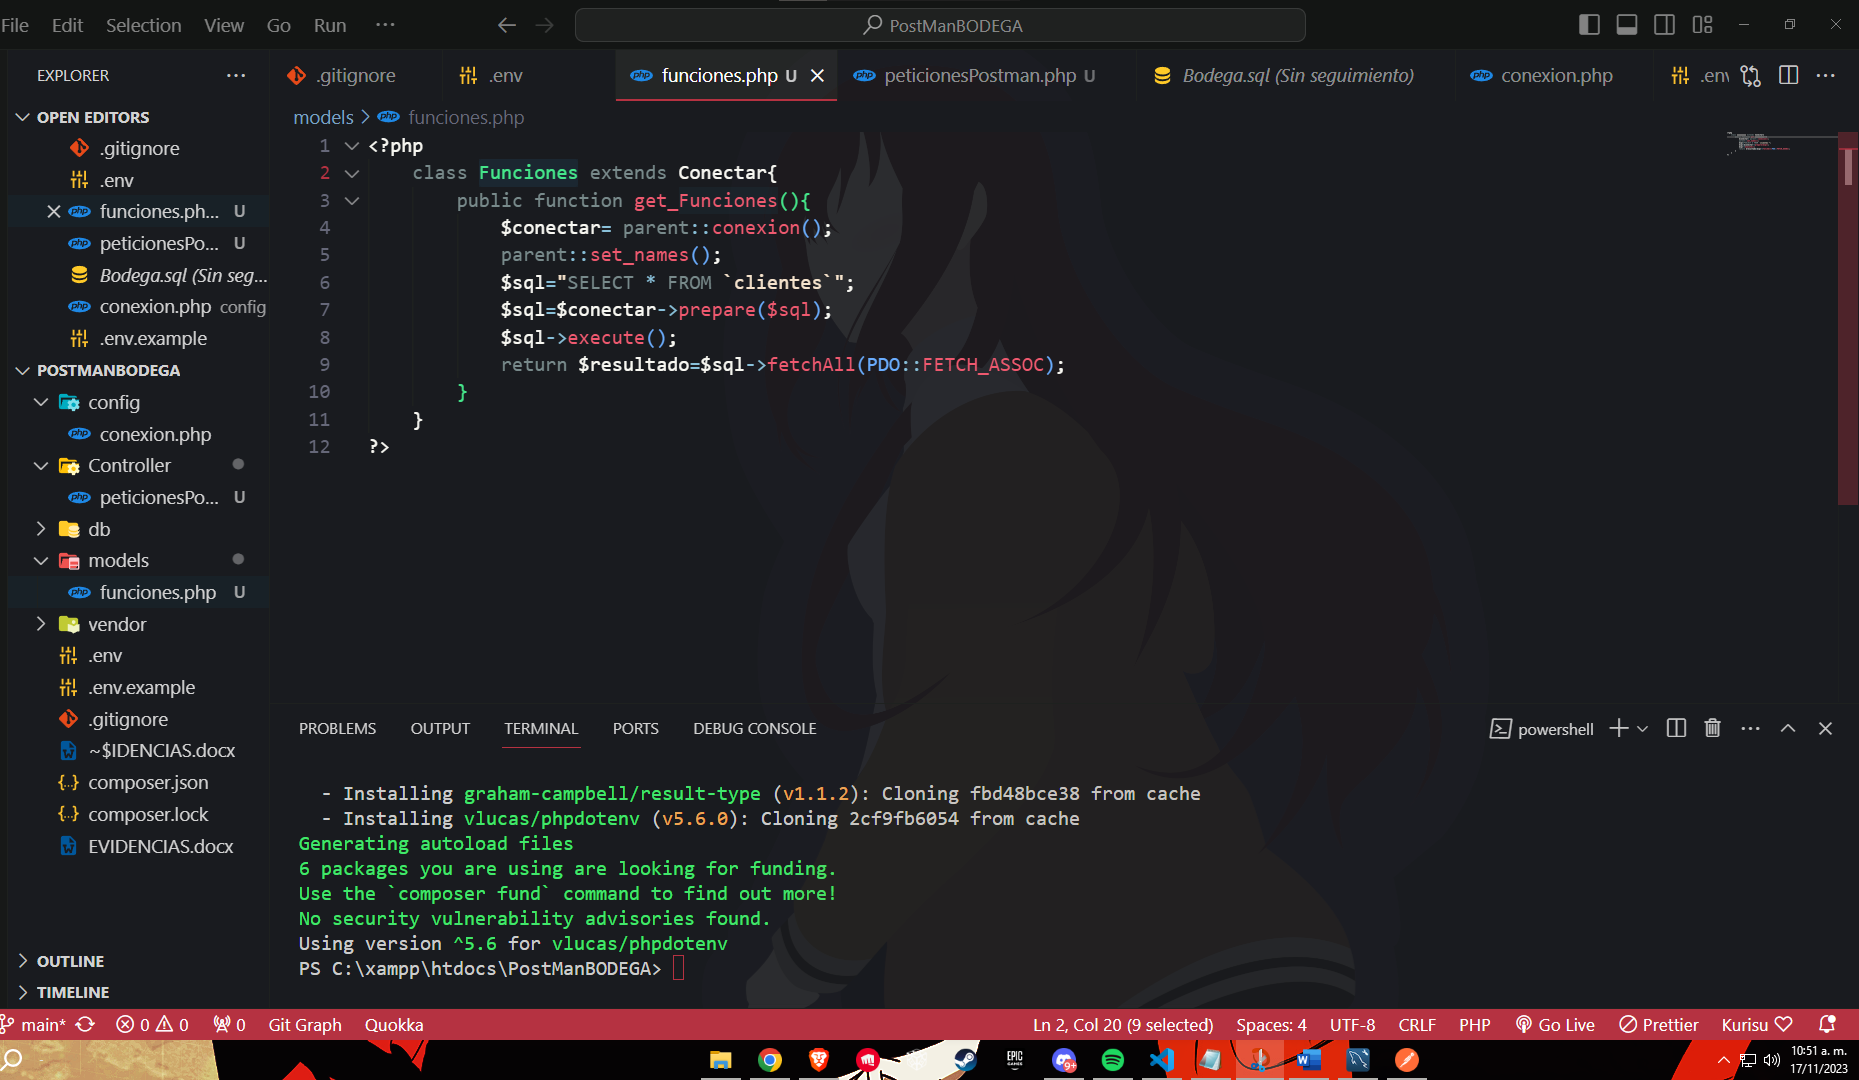 File Edit Selection View Go Run ···
PostManBODEGA
EXPLORER
.gitignore
.env
funciones.php U
peticionesPostman.php U
Bodega.sql (Sin seguimiento)
conexion.php
.env
OPEN EDITORS
.gitignore
.env
funciones.ph... U
peticionesPo... U
Bodega.sql (Sin seg...
conexion.php config
.env.example
POSTMANBODEGA
config
conexion.php
Controller
peticionesPo... U
db
models
funciones.php U
vendor
.env
.env.example
.gitignore
~$IDENCIAS.docx
composer.json
composer.lock
EVIDENCIAS.docx
OUTLINE
TIMELINE
models > funciones.php
1 <?php
2 class Funciones extends Conectar{
3 public function get_Funciones(){
4 $conectar= parent::conexion();
5 parent::set_names();
6 $sql="SELECT * FROM `clientes`";
7 $sql=$conectar->prepare($sql);
8 $sql->execute();
9 return $resultado=$sql->fetchAll(PDO::FETCH_ASSOC);
10 }
11 }
12 ?>
PROBLEMS OUTPUT TERMINAL PORTS DEBUG CONSOLE
powershell
- Installing graham-campbell/result-type (v1.1.2): Cloning fbd48bce38 from cache
- Installing vlucas/phpdotenv (v5.6.0): Cloning 2cf9fb6054 from cache
Generating autoload files
6 packages you are using are looking for funding.
Use the `composer fund` command to find out more!
No security vulnerability advisories found.
Using version ^5.6 for vlucas/phpdotenv
PS C:\xampp\htdocs\PostManBODEGA>
main* 0 0 0 Git Graph Quokka
Ln 2, Col 20 (9 selected) Spaces: 4 UTF-8 CRLF PHP Go Live Prettier Kurisu
EPIC
GAMES
9+
10:51 a. m.
17/11/2023